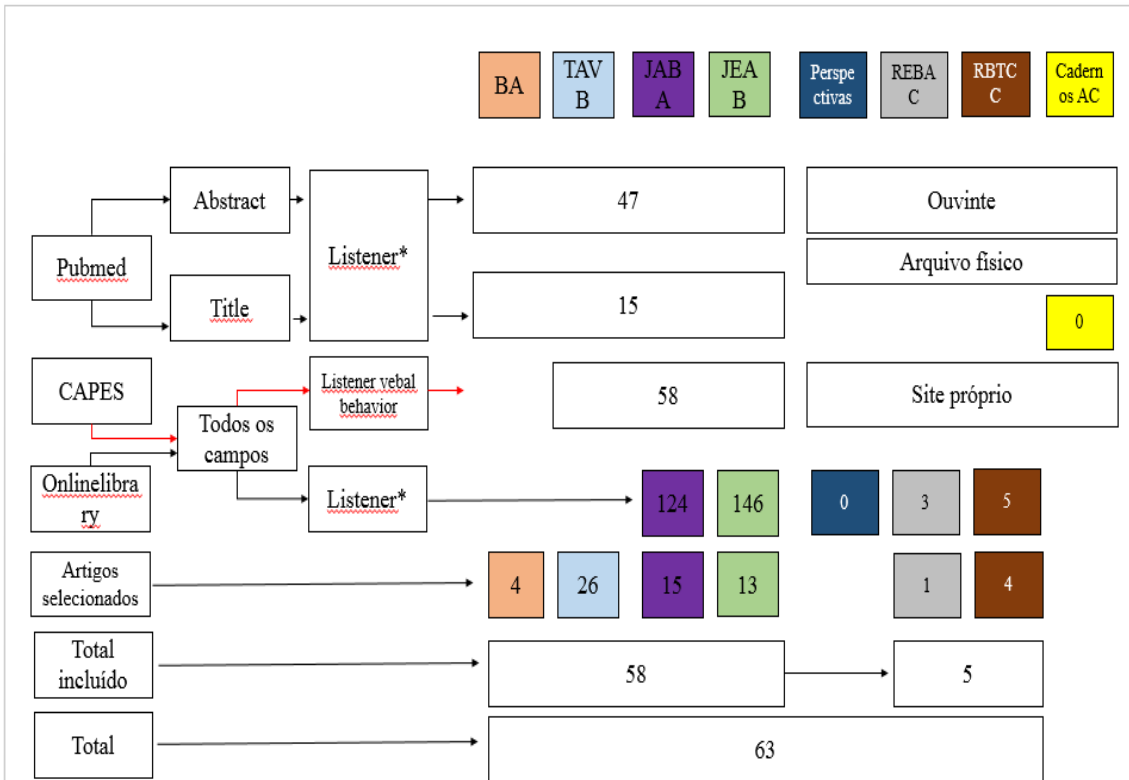 BA
TAV
B
JAB
A
JEA
B
Perspe
ctivas
REBA
C
RBTC
C
Cadern
os AC
Abstract
47
Ouvinte
Pubmed
Listener*
Arquivo físico
Title
15
0
CAPES
Listener vebal
behavior
58
Site próprio
Todos os
campos
Onlinelibra
ry
Listener*
124
146
0
3
5
Artigos
selecionados
4
26
15
13
1
4
Total
incluído
58
5
Total
63